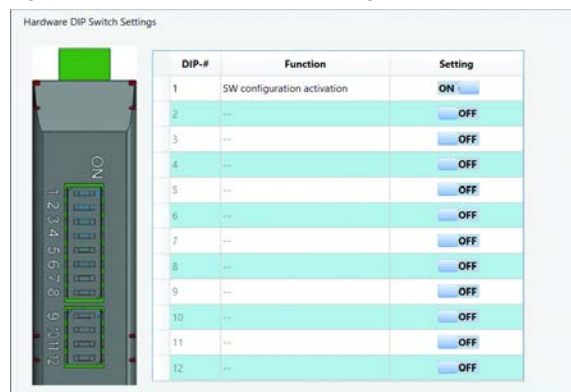 Hardware DIP Switch Settings
DIP-# Function Setting
1 SW configuration activation ON
2 -- OFF
3 -- OFF
4 -- OFF
5 -- OFF
6 -- OFF
7 -- OFF
8 -- OFF
9 -- OFF
10 -- OFF
11 -- OFF
12 -- OFF
ON
1 2 3 4 5 6 7 8 9 10 11 12